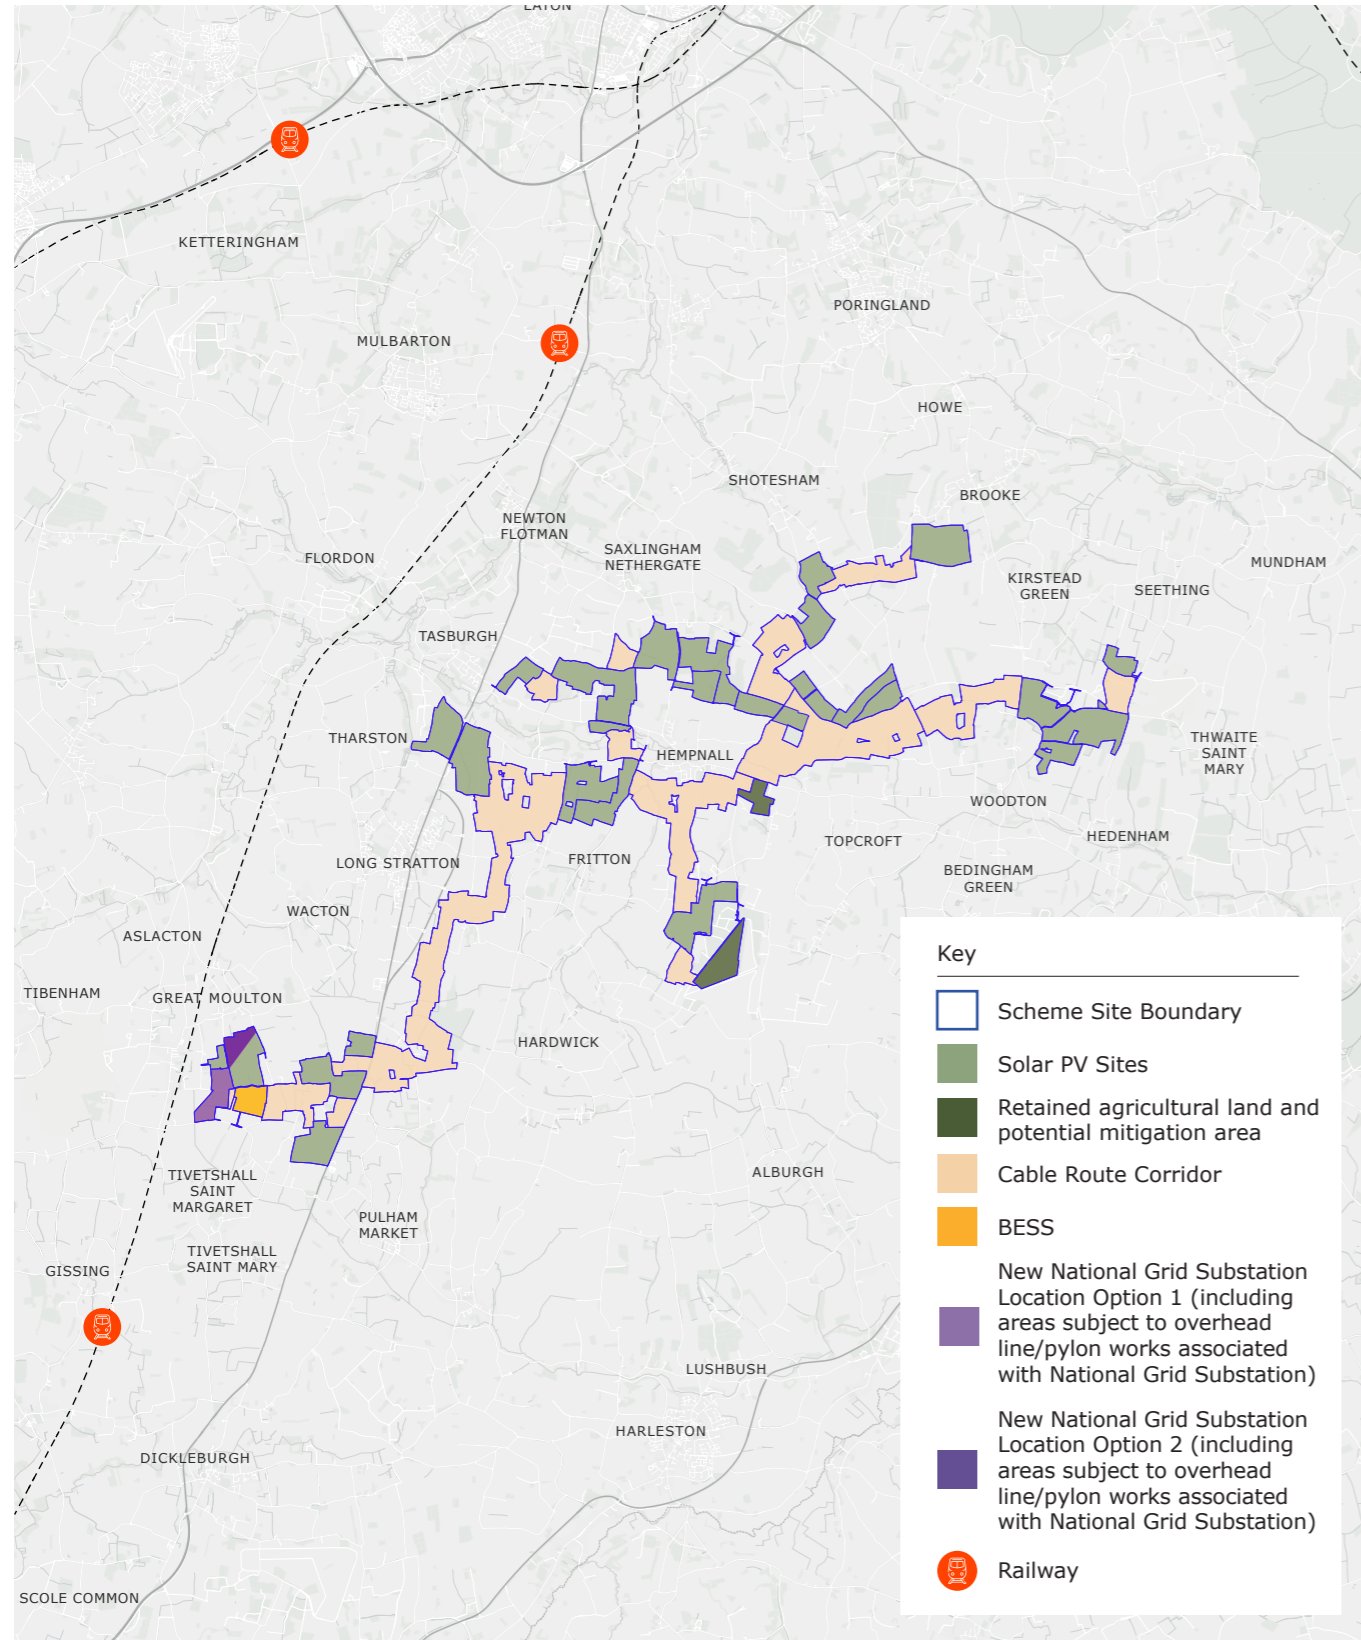 EATON
KETTERINGHAM
PORINGLAND
MULBARTON
HOWE
SHOTESHAM
BROOKE
NEWTON
FLOTMAN
SAXLINGHAM
NETHERGATE
FLORDON
MUNDHAM
KIRSTEAD
GREEN
SEETHING
TASBURGH
THARSTON
HEMPNALL
THWAITE
SAINT
MARY
WOODTON
HEDENHAM
TOPCROFT
LONG STRATTON
FRITTON
BEDINGHAM
GREEN
WACTON
ASLACTON
TIBENHAM
GREAT MOULTON
HARDWICK
ALBURGH
TIVETSHALL
SAINT
MARGARET
PULHAM
MARKET
TIVETSHALL
SAINT MARY
GISSING
LUSHBUSH
HARLESTON
DICKLEBURGH
SCOLE COMMON
Key
Scheme Site Boundary
Solar PV Sites
Retained agricultural land and
potential mitigation area
Cable Route Corridor
BESS
New National Grid Substation
Location Option 1 (including
areas subject to overhead
line/pylon works associated
with National Grid Substation)
New National Grid Substation
Location Option 2 (including
areas subject to overhead
line/pylon works associated
with National Grid Substation)
Railway